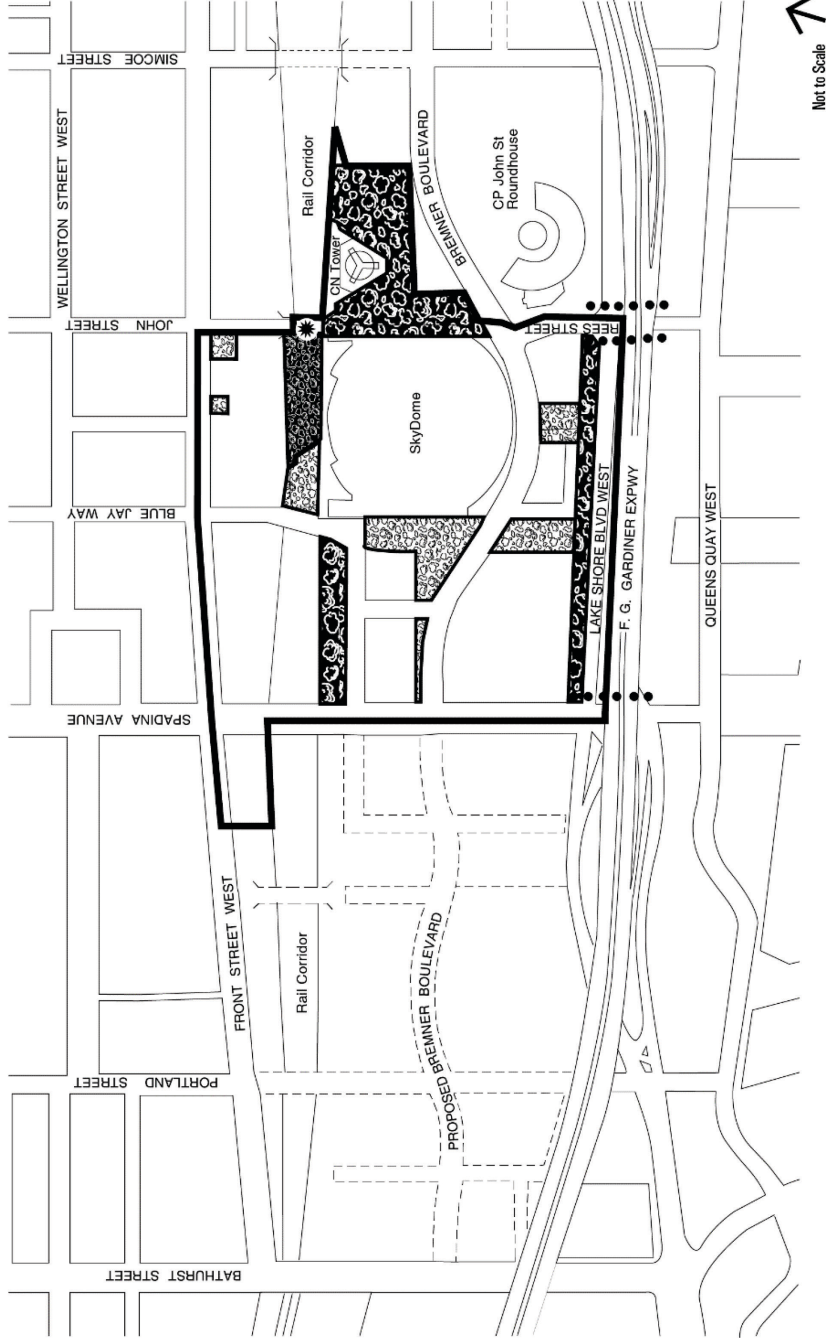 SIMCOE STREET
WELLINGTON STREET WEST
JOHN STREET
BLUE JAY WAY
SPADINA AVENUE
FRONT STREET WEST
PORTLAND STREET
BATHURST STREET
Rail Corridor
CN Tower
BREMNER BOULEVARD
CP John St
Roundhouse
REES STREET
SkyDome
LAKE SHORE BLVD WEST
F. G. GARDINER EXPWY
QUEENS QUAY WEST
Rail Corridor
PROPOSED BREMNER BOULEVARD
Not to Scale